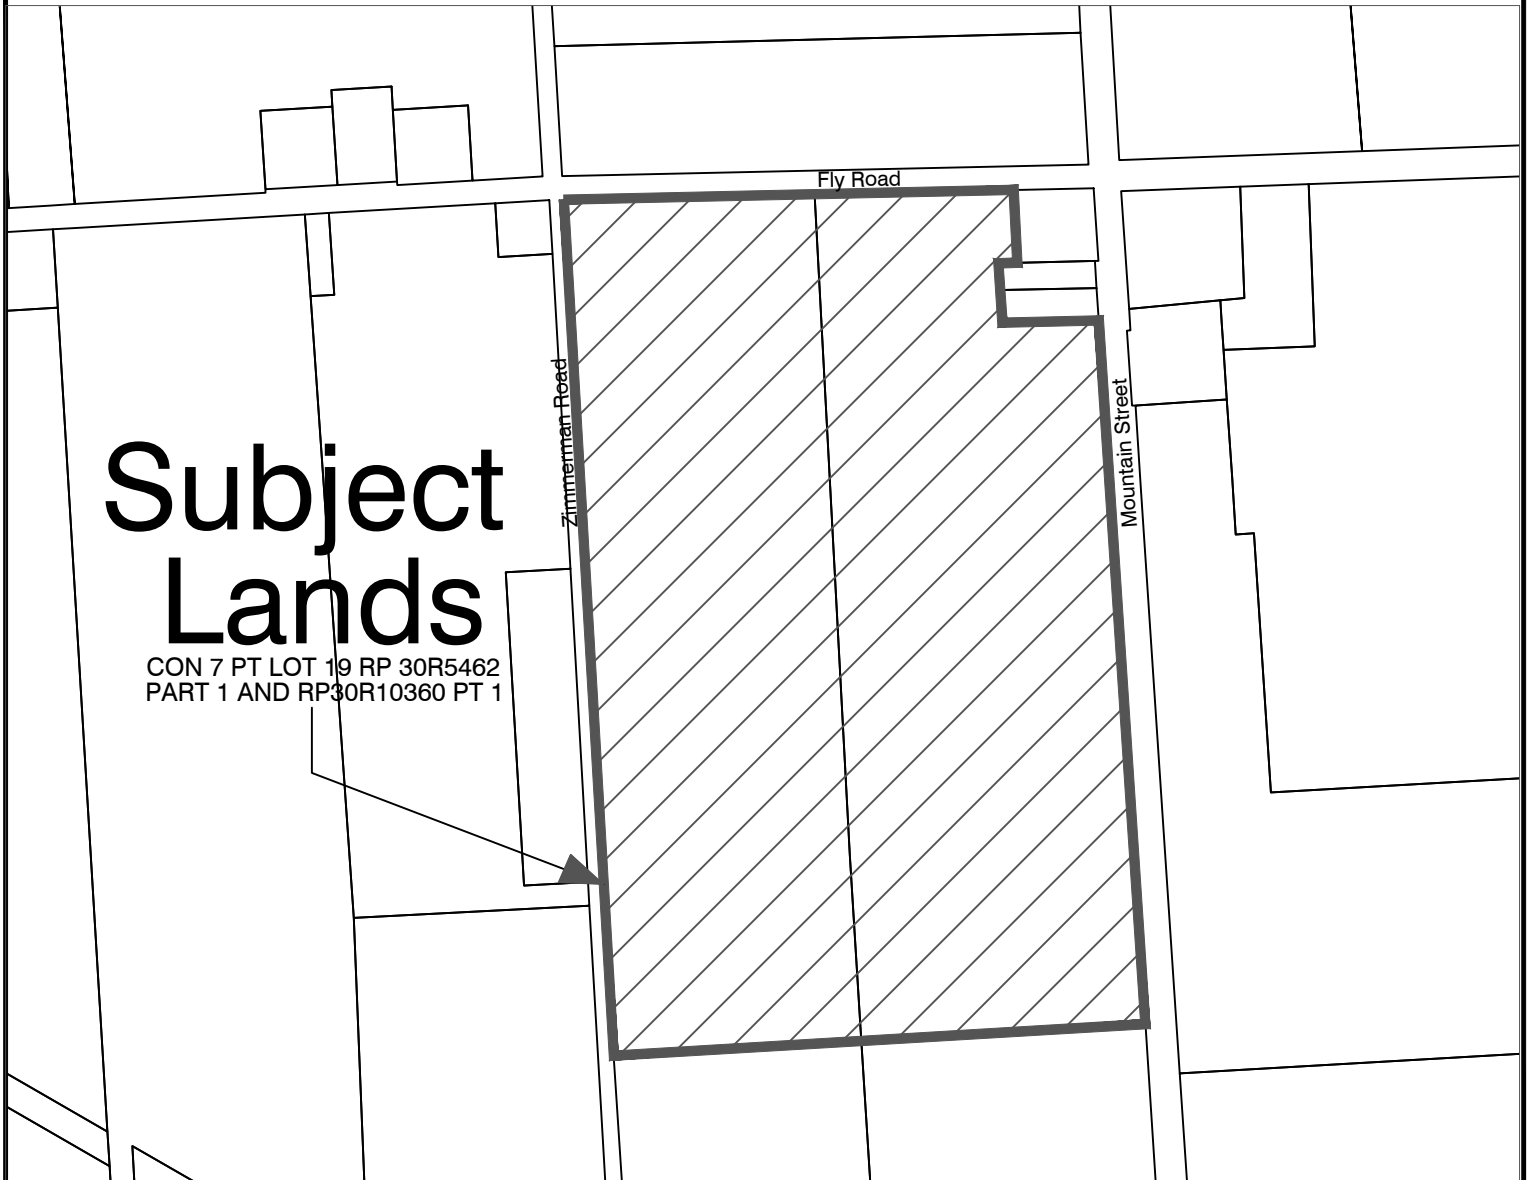 Fly Road
Zimmerman Road
Mountain Street
Subject
Lands
CON 7 PT LOT 19 RP 30R5462
PART 1 AND RP30R10360 PT 1